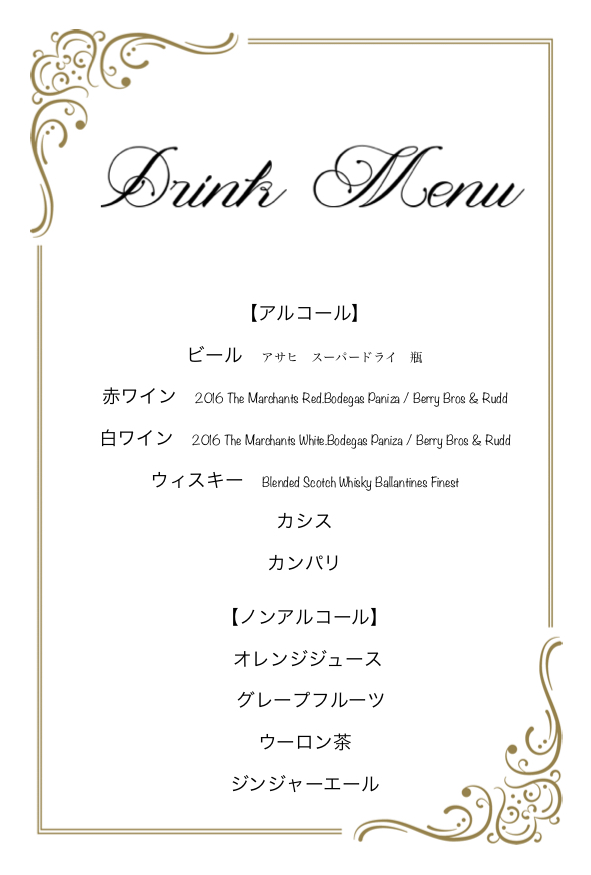 Drink Menu
【アルコール】
ビール　アサヒ　スーパードライ　瓶
赤ワイン　2016 The Marchants Red.Bodegas Paniza / Berry Bros & Rudd
白ワイン　2016 The Marchants White.Bodegas Paniza / Berry Bros & Rudd
ウィスキー　Blended Scotch Whisky Ballantines Finest
カシス
カンパリ
【ノンアルコール】
オレンジジュース
グレープフルーツ
ウーロン茶
ジンジャーエール